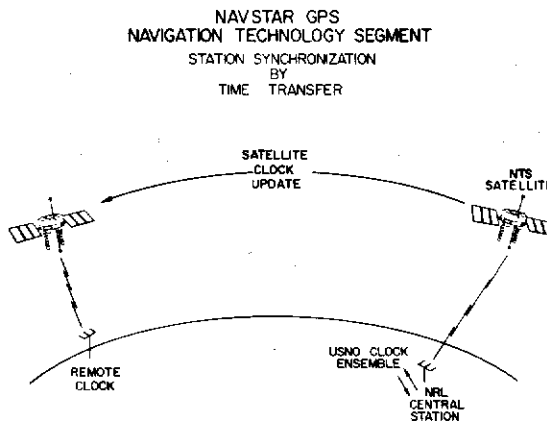 NAVSTAR GPS
NAVIGATION TECHNOLOGY SEGMENT
STATION SYNCHRONIZATION
BY
TIME TRANSFER
SATELLITE
CLOCK
UPDATE
NTS
SATELLITE
REMOTE
CLOCK
USNO CLOCK
ENSEMBLE
NRL
CENTRAL
STATION